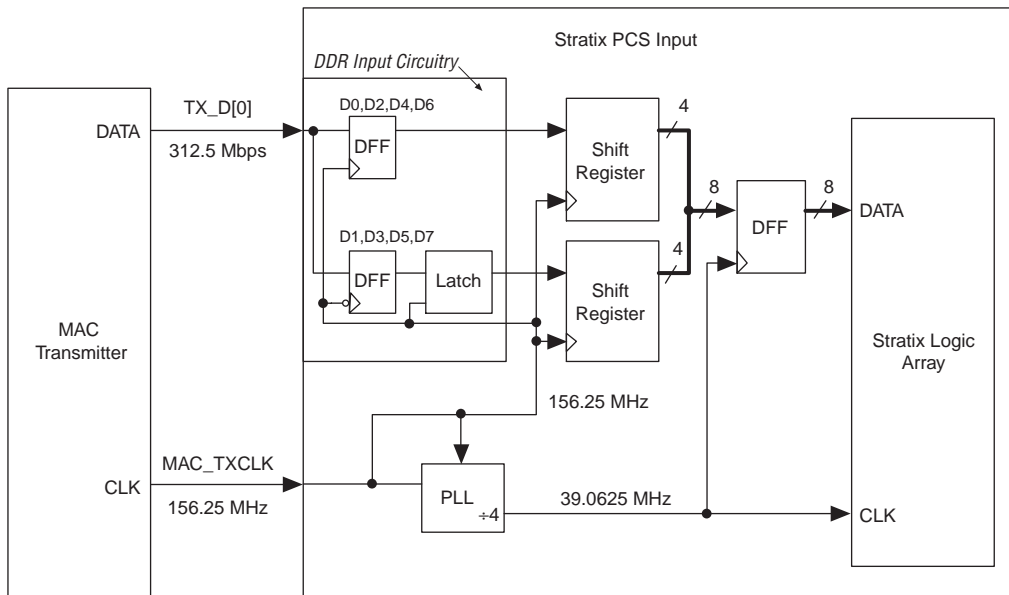 Stratix PCS Input
DDR Input Circuitry
TX_D[0]
D0,D2,D4,D6
4
DATA
DFF
312.5 Mbps
Shift
Register
8
8
DFF
DATA
D1,D3,D5,D7
4
DFF
Latch
Shift
Register
MAC
Transmitter
Stratix Logic
Array
156.25 MHz
MAC_TXCLK
CLK
PLL
÷4
39.0625 MHz
156.25 MHz
CLK